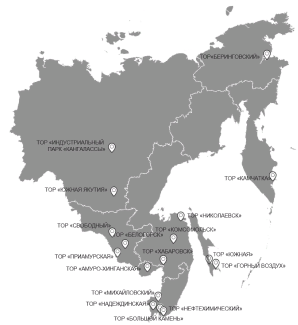 ТОР«БЕРИНГОВСКИЙ»
ТОР «ИНДУСТРИАЛЬНЫЙ
ПАРК «КАНГАЛАССЫ»
ТОР «КАМЧАТКА»
ТОР «ЮЖНАЯ ЯКУТИЯ»
ТОР «НИКОЛАЕВСК»
ТОР «СВОБОДНЫЙ»
ТОР «КОМСОМОЛЬСК»
ТОР «БЕЛОГОРСК»
ТОР «ХАБАРОВСК»
ТОР «ПРИАМУРСКАЯ»
ТОР «ЮЖНАЯ»
ТОР «ГОРНЫЙ ВОЗДУХ»
ТОР «АМУРО-ХИНГАНСКАЯ»
ТОР «МИХАЙЛОВСКИЙ»
ТОР «НАДЕЖДИНСКАЯ»
ТОР «НЕФТЕХИМИЧЕСКИЙ»
ТОР «БОЛЬШОЙ КАМЕНЬ»